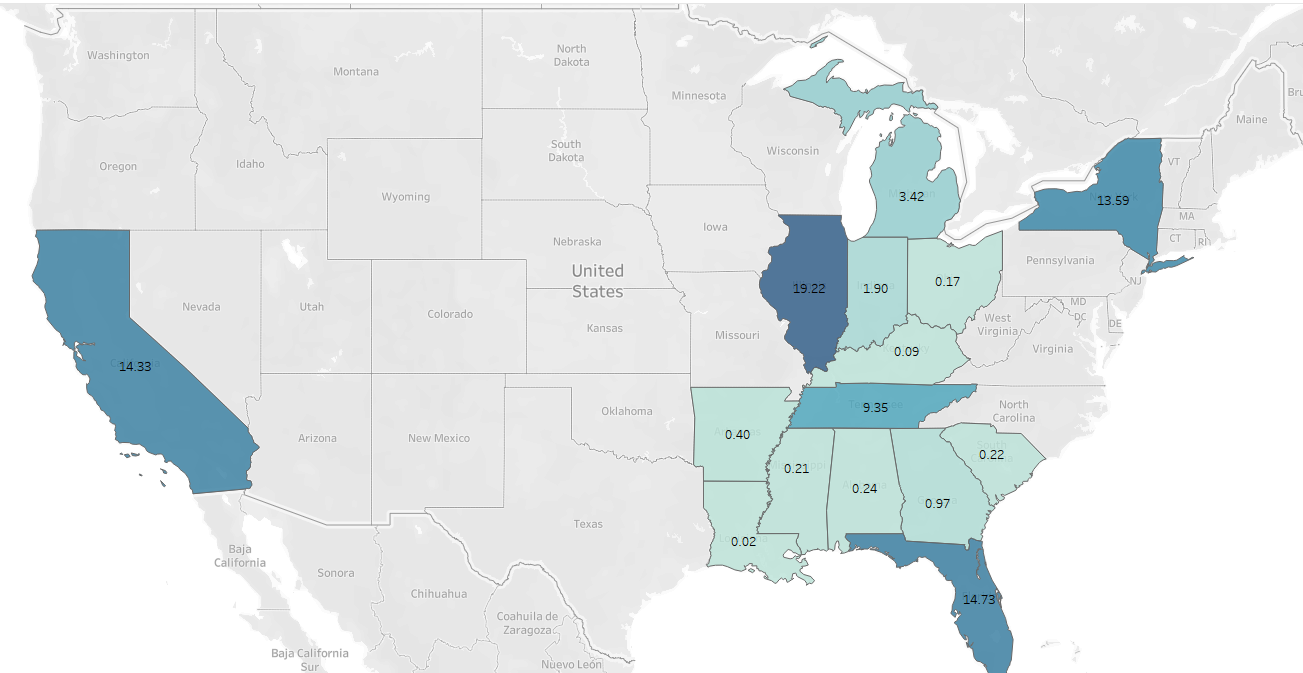 Washington
Montana
North
Dakota
Minnesota
Maine
Bru
Oregon
Idaho
South
Dakota
Wisconsin
VT
Wyoming
3.42
13.59
MA
Iowa
CT
RI
Nebraska
United
States
Pennsylvania
NJ
Nevada
Utah
Colorado
Kansas
Missouri
19.22
1.90
0.17
MD
DC
DE
West
Virginia
Virginia
14.33
0.09
Oklahoma
9.35
North
Carolina
Arizona
New Mexico
0.40
0.21
0.24
0.97
0.22
Texas
0.02
Baja
California
Sonora
Chihuahua
14.73
Coahuila de
Zaragoza
Baja California
Sur
Nuevo León